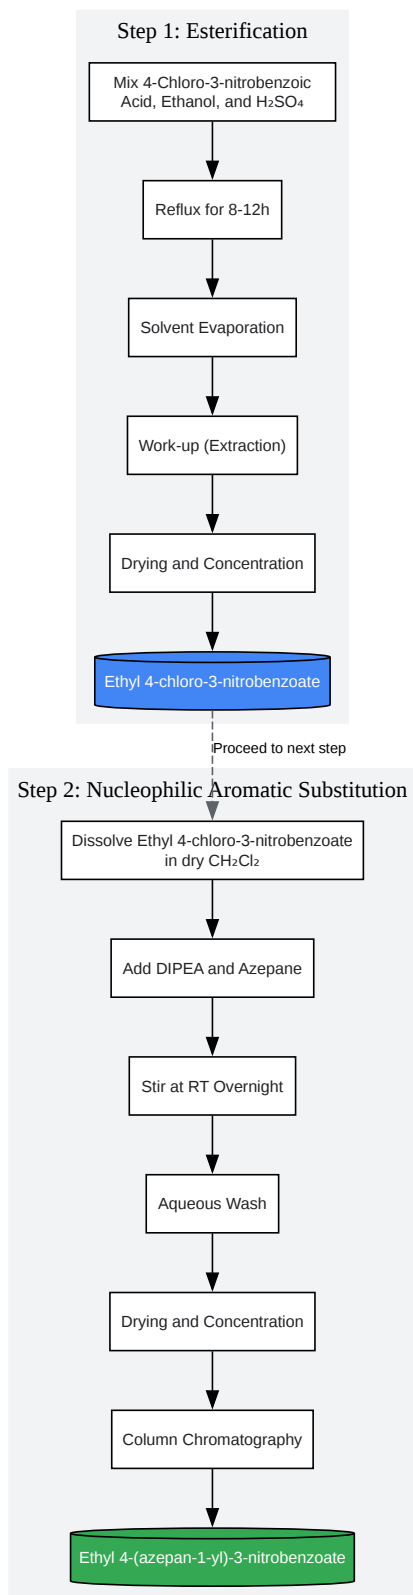 Step 1: Esterification
Mix 4-Chloro-3-nitrobenzoic
Acid, Ethanol, and H₂SO₄
Reflux for 8-12h
Solvent Evaporation
Work-up (Extraction)
Drying and Concentration
Ethyl 4-chloro-3-nitrobenzoate
Proceed to next step
Step 2: Nucleophilic Aromatic Substitution
Dissolve Ethyl 4-chloro-3-nitrobenzoate
in dry CH₂Cl₂
Add DIPEA and Azepane
Stir at RT Overnight
Aqueous Wash
Drying and Concentration
Column Chromatography
Ethyl 4-(azepan-1-yl)-3-nitrobenzoate